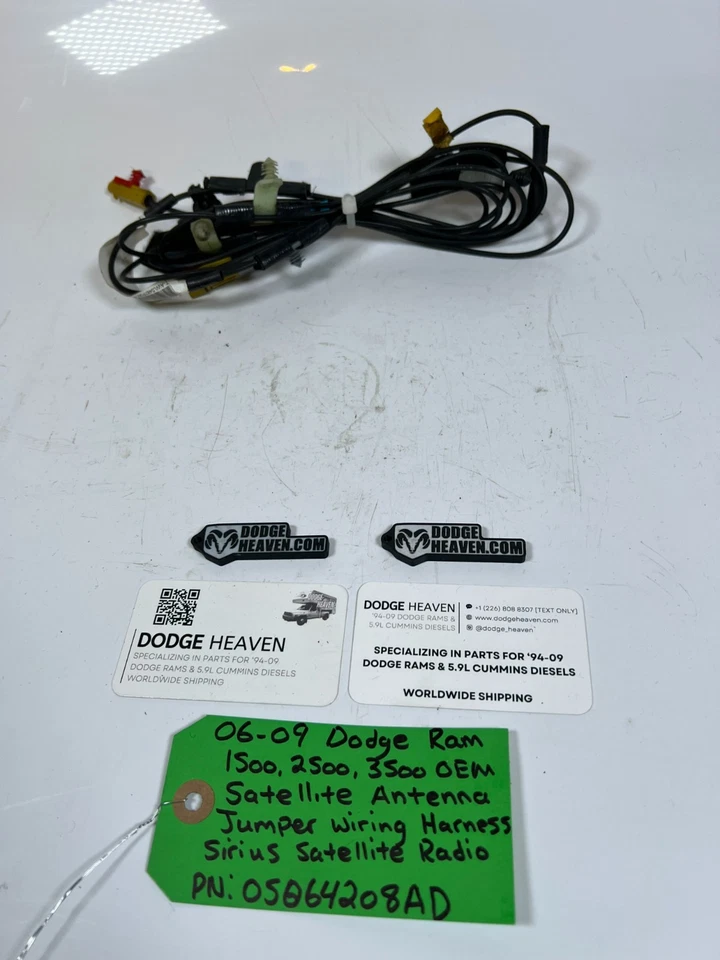 DODGE
HEAVEN.COM
DODGE
HEAVEN.COM
DODGE
HEAVEN
DODGE HEAVEN
SPECIALIZING IN PARTS FOR '94-09
DODGE RAMS & 5.9L CUMMINS DIESELS
WORLDWIDE SHIPPING
DODGE HEAVEN
'94-09 DODGE RAMS &
5.9L CUMMINS DIESELS
+1 (226) 808 8307 [TEXT ONLY]
www.dodgeheaven.com
@dodge_heaven
SPECIALIZING IN PARTS FOR '94-09
DODGE RAMS & 5.9L CUMMINS DIESELS
WORLDWIDE SHIPPING
06-09 Dodge Ram
1500, 2500, 3500 OEM
Satellite Antenna
Jumper Wiring Harness
Sirius Satellite Radio
PN: 05064208AD